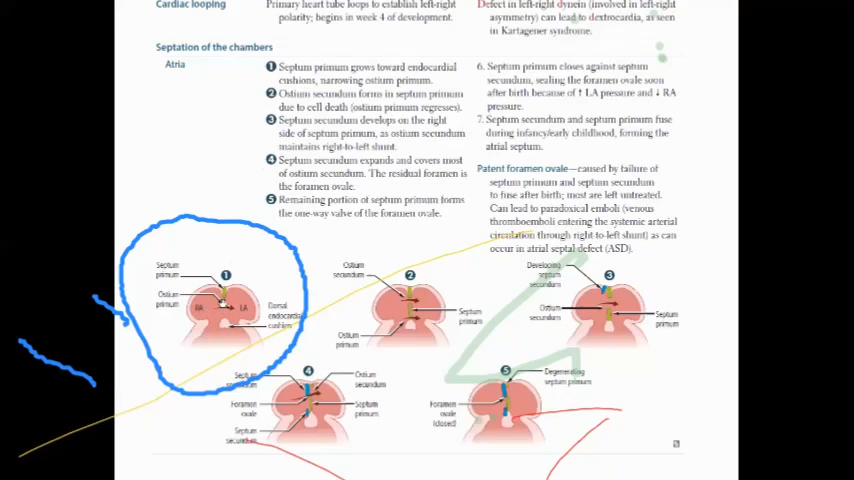 Cardiac looping
Primary heart tube loops to establish left-right
polarity; begins in week 4 of development.
Defect in left-right dynein (involved in left-right
asymmetry) can lead to dextrocardia, as seen
in Kartagener syndrome.
Septation of the chambers
Atria
1 Septum primum grows toward endocardial
cushions, narrowing ostium primum.
2 Ostium secundum forms in septum primum
due to cell death (ostium primum regresses).
3 Septum secundum develops on the right
side of septum primum, as ostium secundum
maintains right-to-left shunt.
4 Septum secundum expands and covers most
of ostium secundum. The residual foramen is
the foramen ovale.
5 Remaining portion of septum primum forms
the one-way valve of the foramen ovale.
6. Septum primum closes against septum
secundum, sealing the foramen ovale soon
after birth because of ↑ LA pressure and ↓ RA
pressure.
7. Septum secundum and septum primum fuse
during infancy/early childhood, forming the
atrial septum.
Patent foramen ovale—caused by failure of
septum primum and septum secundum
to fuse after birth; most are left untreated.
Can lead to paradoxical emboli (venous
thromboemboli entering the systemic arterial
circulation through right-to-left shunt) as can
occur in atrial septal defect (ASD).
1
Septum
primum
Ostium
primum
RA
LA
Dorsal
endocardial
cushion
2
Ostium
secundum
Ostium
primum
Septum
primum
3
Developing
septum
secundum
Ostium
secundum
Septum
primum
4
Septum
secundum
Foramen
ovale
Septum
secundum
Ostium
secundum
Septum
primum
5
Foramen
ovale
(closed)
Degenerating
septum primum